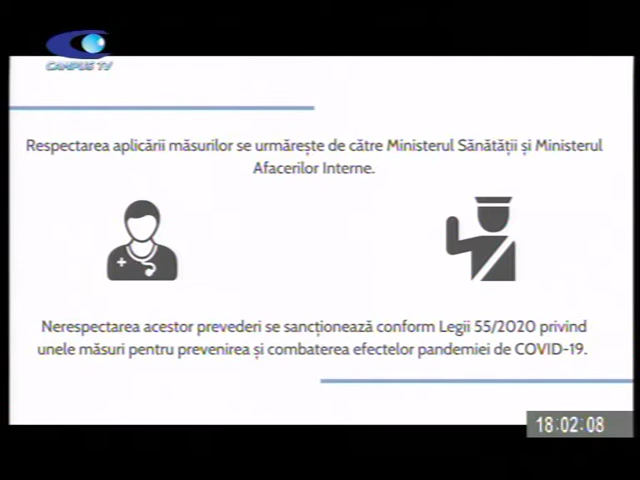 CAMPUS TV
Respectarea aplicării măsurilor se urmărește de către Ministerul Sănătății și Ministerul
Afacerilor Interne.
Nerespectarea acestor prevederi se sancționează conform Legii 55/2020 privind
unele măsuri pentru prevenirea și combaterea efectelor pandemiei de COVID-19.
18:02:08